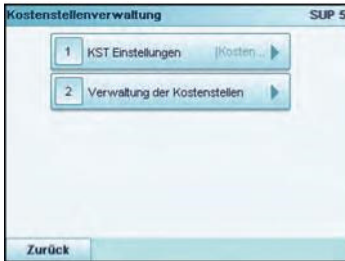 Kostenstellenverwaltung SUP 5
1 KST Einstellungen [Kosten ...
2 Verwaltung der Kostenstellen
Zurück